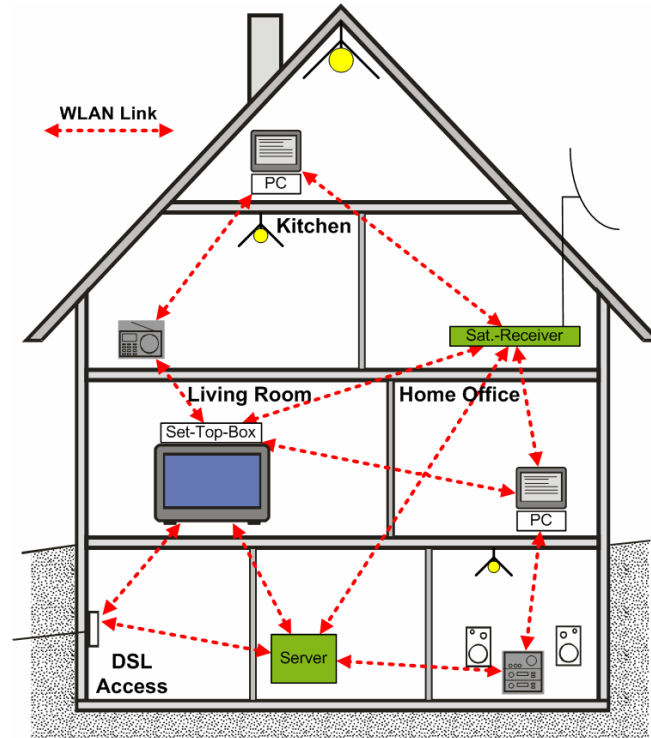 WLAN Link
PC
Kitchen
Sat.-Receiver
Living Room
Home Office
Set-Top-Box
PC
DSL
Access
Server